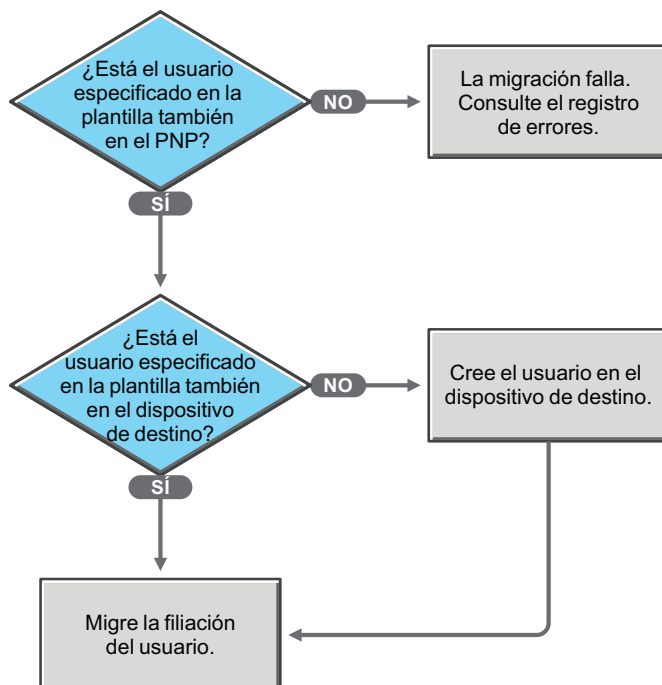 ¿Está el usuario
especificado en la
plantilla también
en el PNP?
NO
La migración falla.
Consulte el registro
de errores.
SÍ
¿Está el
usuario especificado
en la plantilla también
en el dispositivo
de destino?
NO
Cree el usuario en el
dispositivo de destino.
SÍ
Migre la filiación
del usuario.